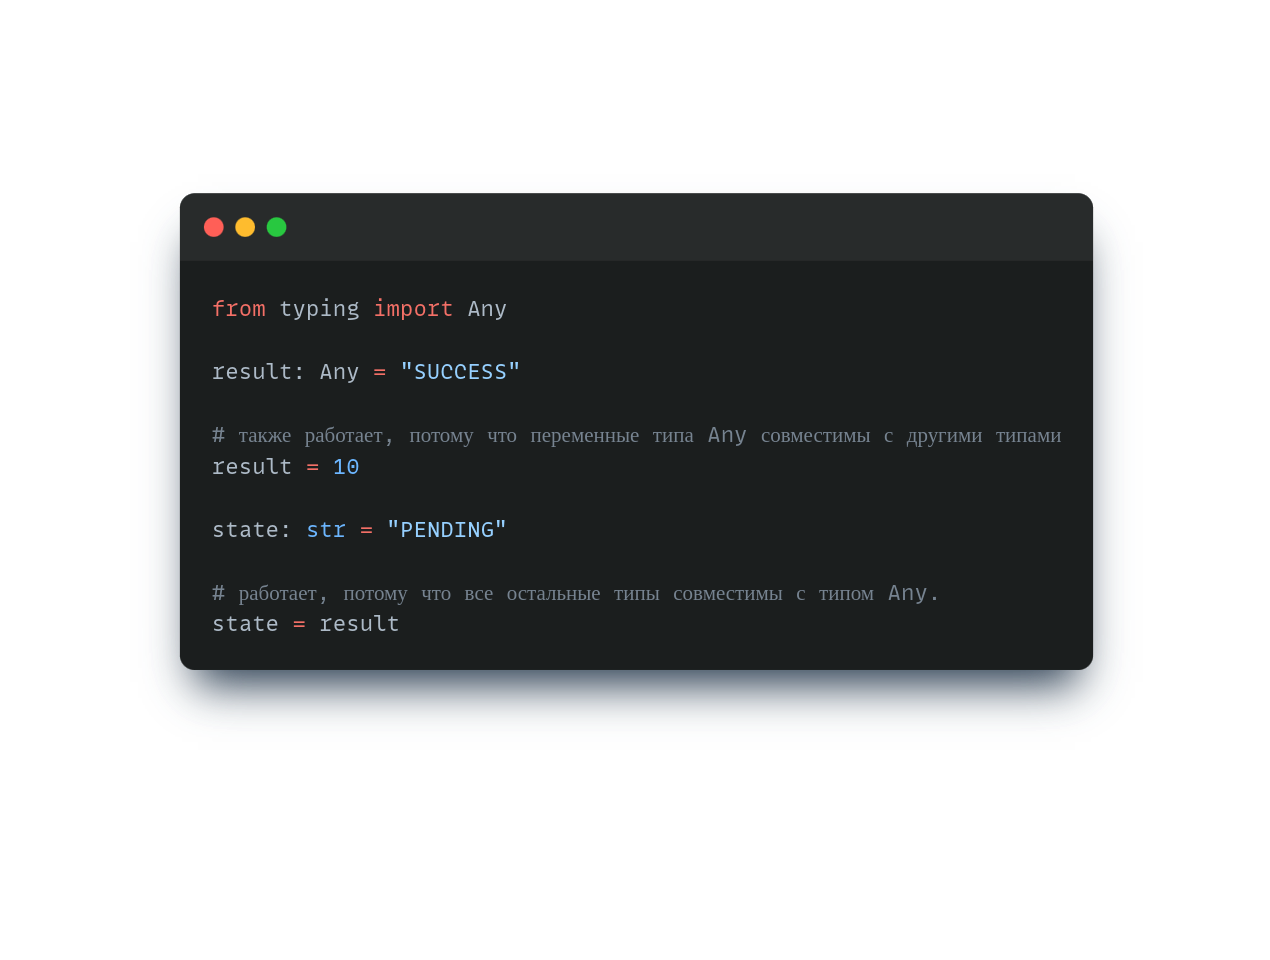 from typing import Any
result: Any = "SUCCESS"
# также работает, потому что переменные типа Any совместимы с другими типами
result = 10
state: str = "PENDING"
# работает, потому что все остальные типы совместимы с типом Any.
state = result